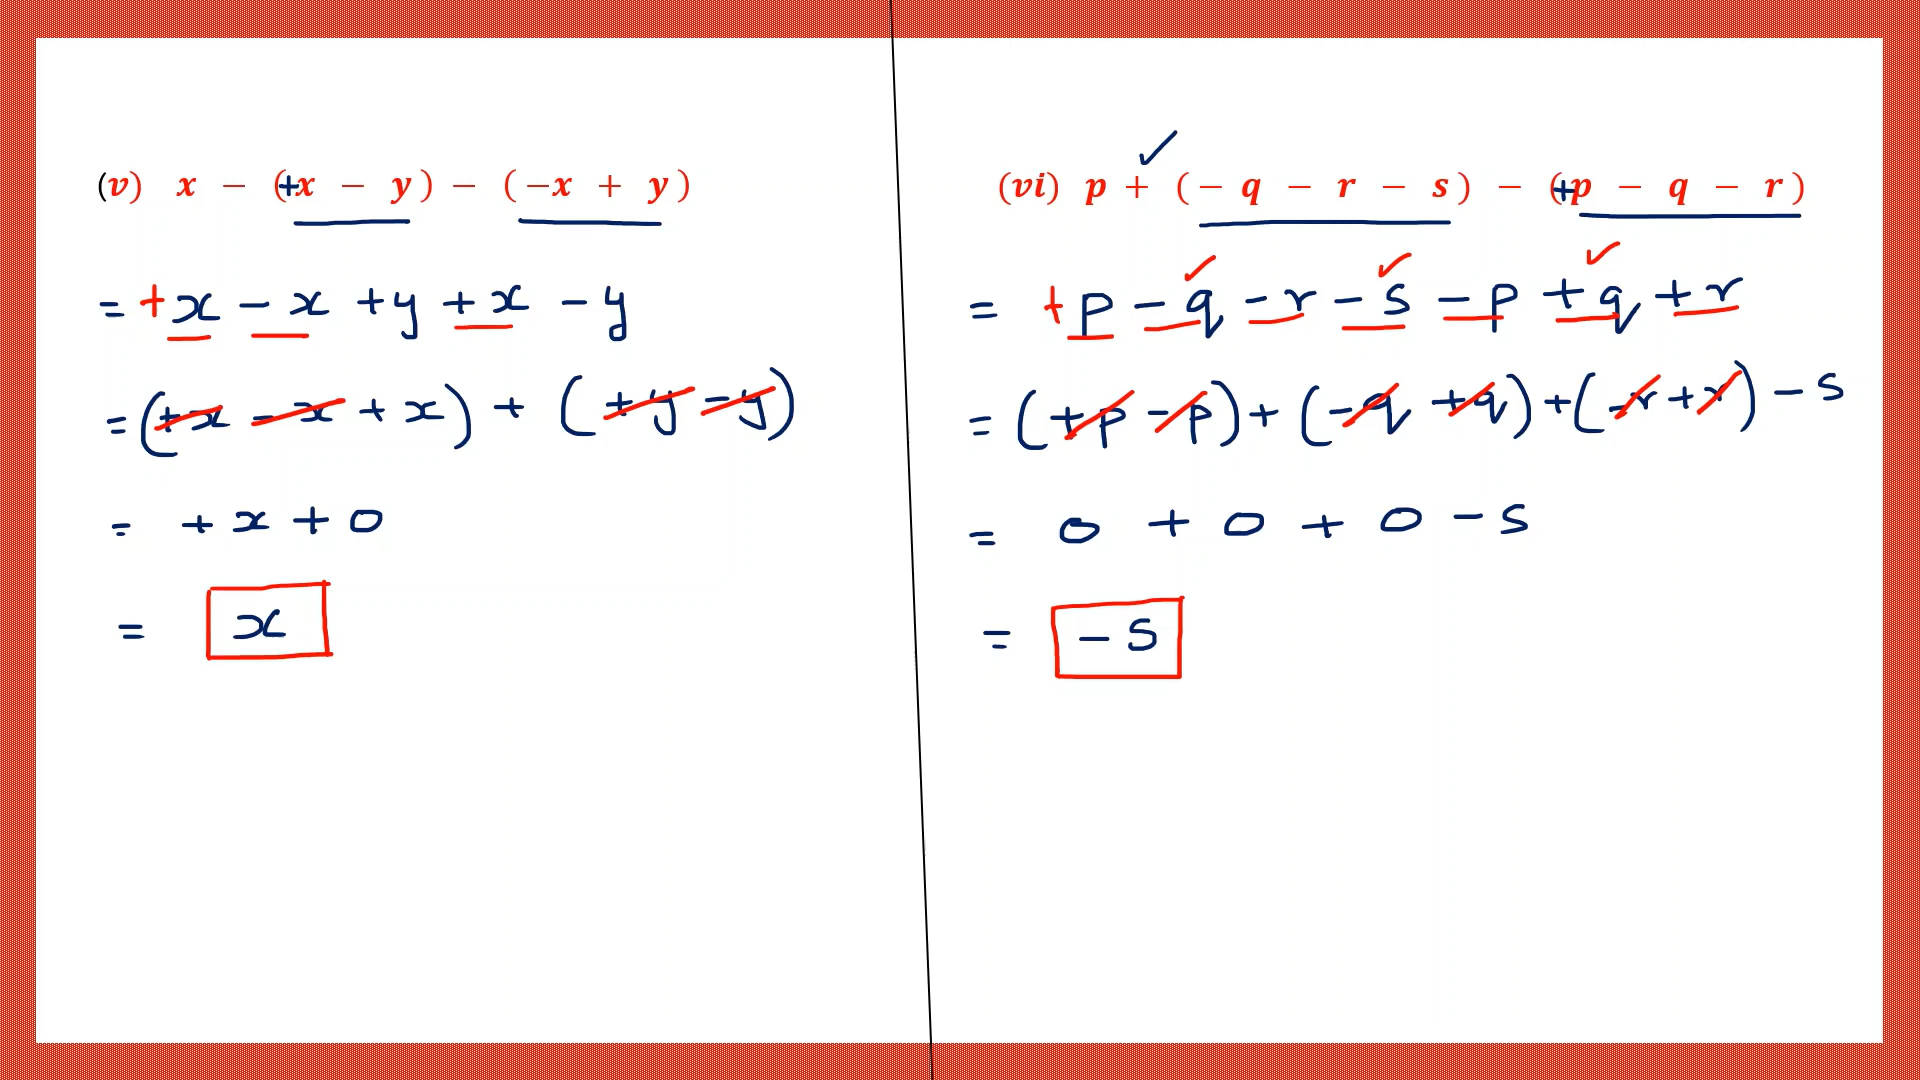 (v) x − (+x − y) − (−x + y)
= +x − x + y + x − y
= (+x − x + x) + (+y − y)
= +x + 0
= x
(vi) p + (− q − r − s) − (+p − q − r)
= +p − q − r − s − p + q + r
= (+p − p) + (−q + q) + (−r + r) − s
= 0 + 0 + 0 − s
= − s